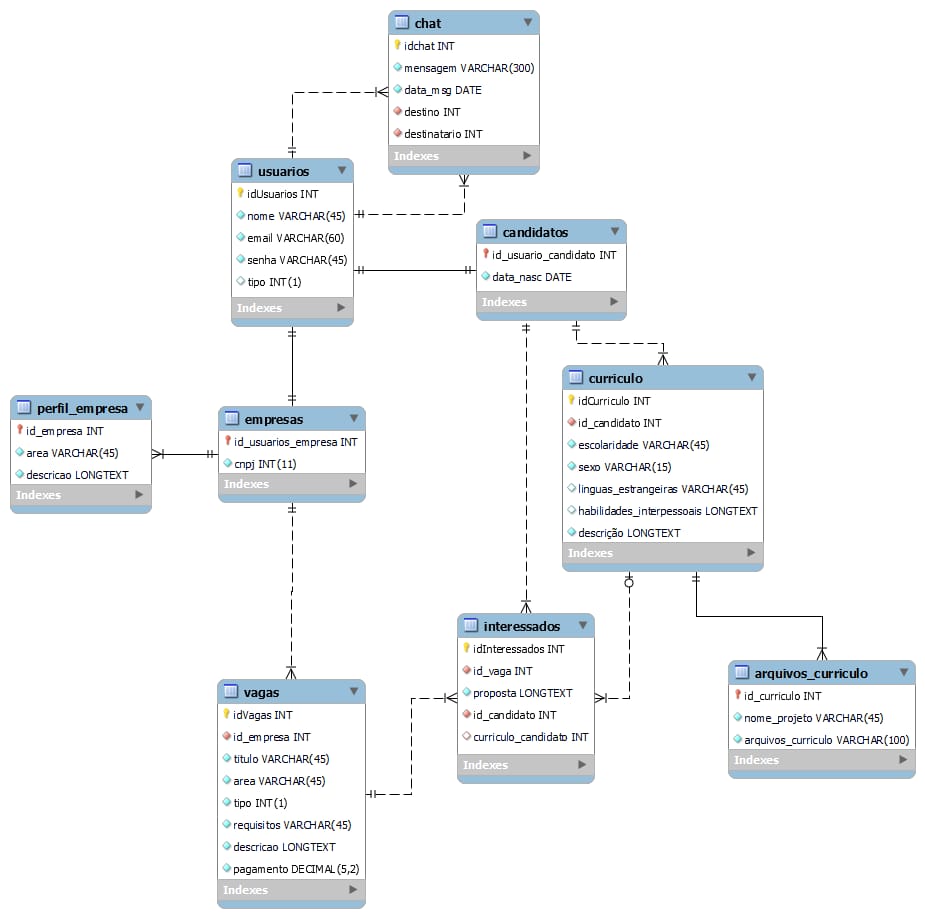 chat
idchat INT
mensagem VARCHAR(300)
data_msg DATE
destino INT
destinatario INT
Indexes
usuarios
idUsuarios INT
nome VARCHAR(45)
email VARCHAR(60)
senha VARCHAR(45)
tipo INT(1)
Indexes
candidatos
id_usuario_candidato INT
data_nasc DATE
Indexes
perfil_empresa
id_empresa INT
area VARCHAR(45)
descricao LONGTEXT
Indexes
empresas
id_usuarios_empresa INT
cnpj INT(11)
Indexes
curriculo
idCurriculo INT
id_candidato INT
escolaridade VARCHAR(45)
sexo VARCHAR(15)
linguas_estrangeiras VARCHAR(45)
habilidades_interpessoais LONGTEXT
descrição LONGTEXT
Indexes
interessados
idInteressados INT
id_vaga INT
proposta LONGTEXT
id_candidato INT
curriculo_candidato INT
Indexes
arquivos_curriculo
id_curriculo INT
nome_projeto VARCHAR(45)
arquivos_curriculo VARCHAR(100)
Indexes
vagas
idVagas INT
id_empresa INT
titulo VARCHAR(45)
area VARCHAR(45)
tipo INT(1)
requisitos VARCHAR(45)
descricao LONGTEXT
pagamento DECIMAL(5,2)
Indexes